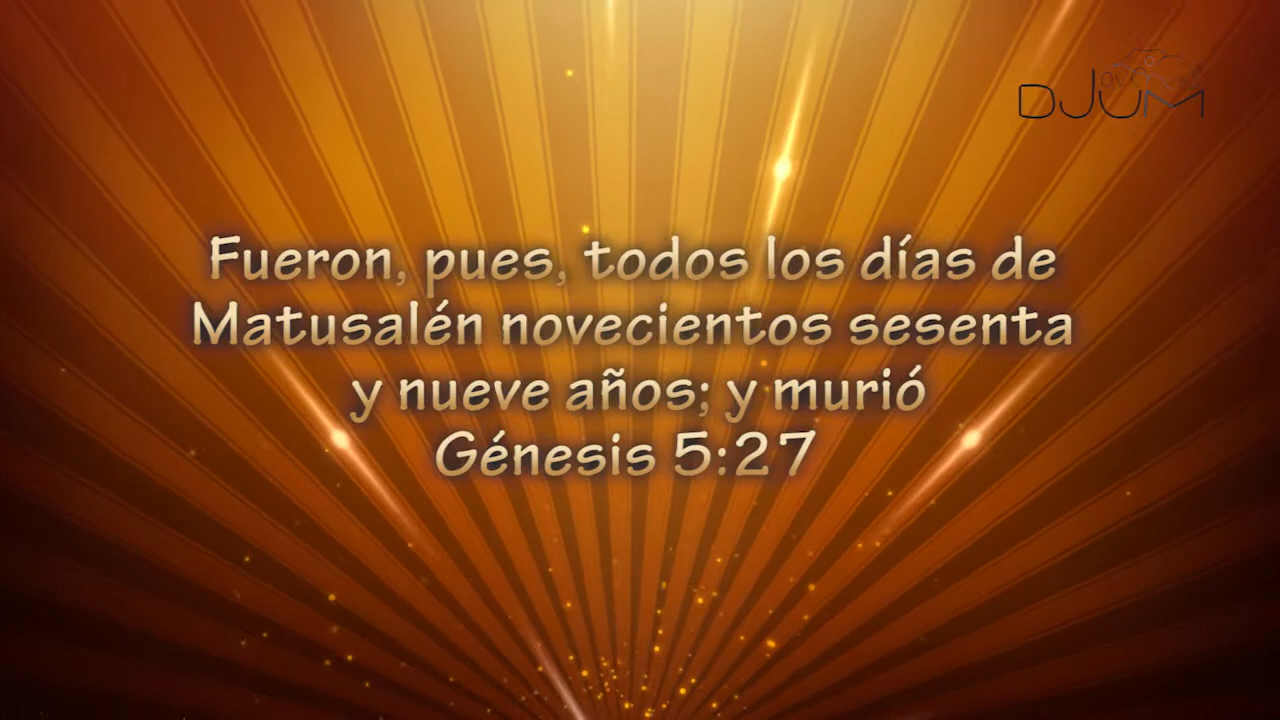 DJUM
Fueron, pues, todos los días de
Matusalén novecientos sesenta
y nueve años; y murió
Génesis 5:27